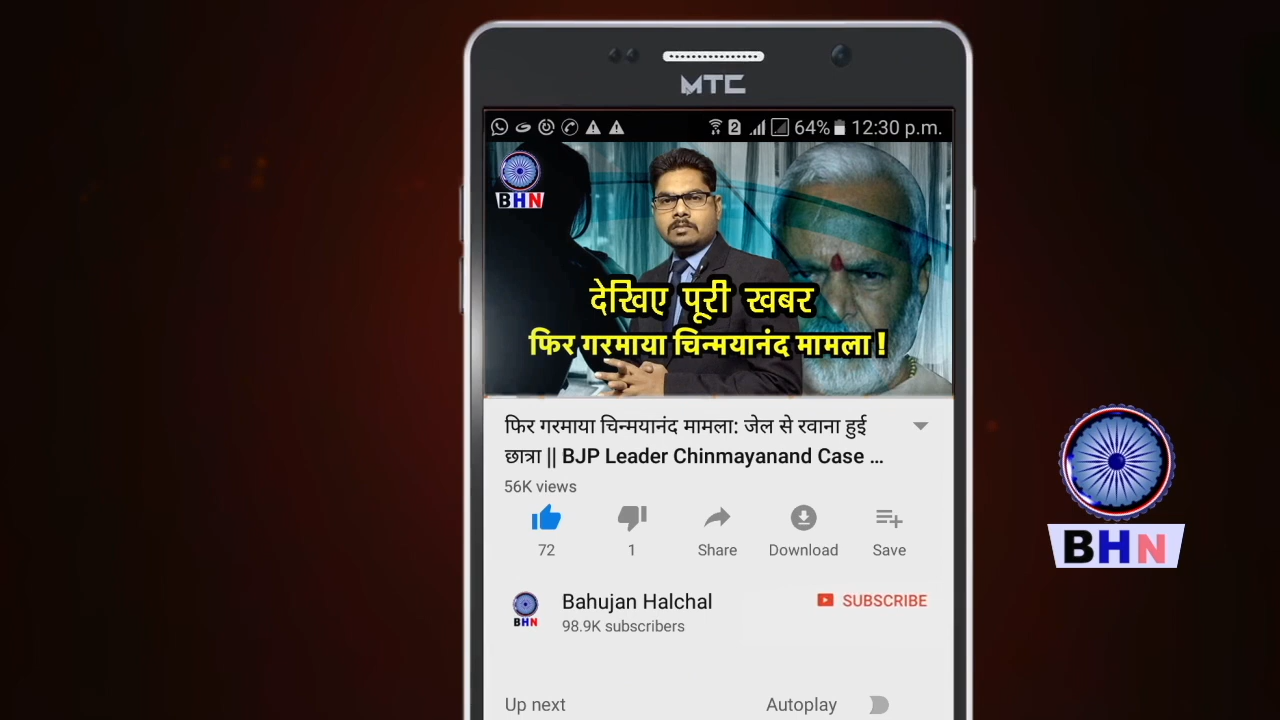 MTC
2 64% 12:30 p.m.
BHN
देखिए पूरी खबर
फिर गरमाया चिन्मयानंद मामला !
फिर गरमाया चिन्मयानंद मामला: जेल से रवाना हुई
छात्रा || BJP Leader Chinmayanand Case ...
56K views
72
1
Share
Download
Save
Bahujan Halchal
98.9K subscribers
SUBSCRIBE
BHN
BHN
Up next
Autoplay